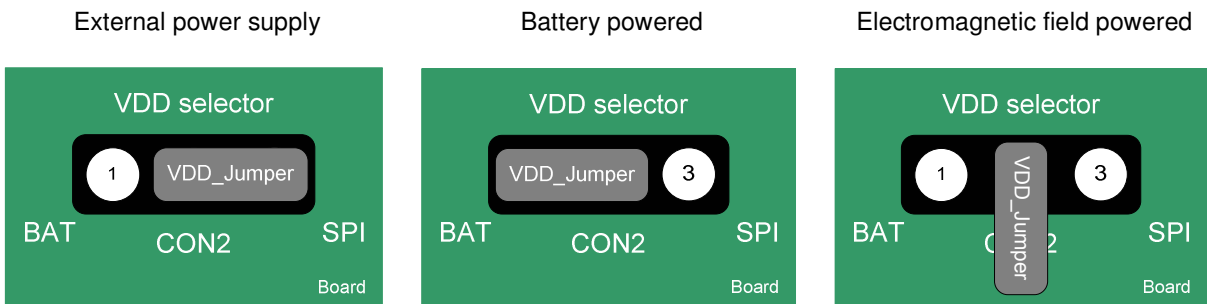 External power supply
VDD selector
1
VDD_Jumper
BAT
CON2
SPI
Board
Battery powered
VDD selector
VDD_Jumper
3
BAT
CON2
SPI
Board
Electromagnetic field powered
VDD selector
1
VDD_Jumper
3
BAT
SPI
Board